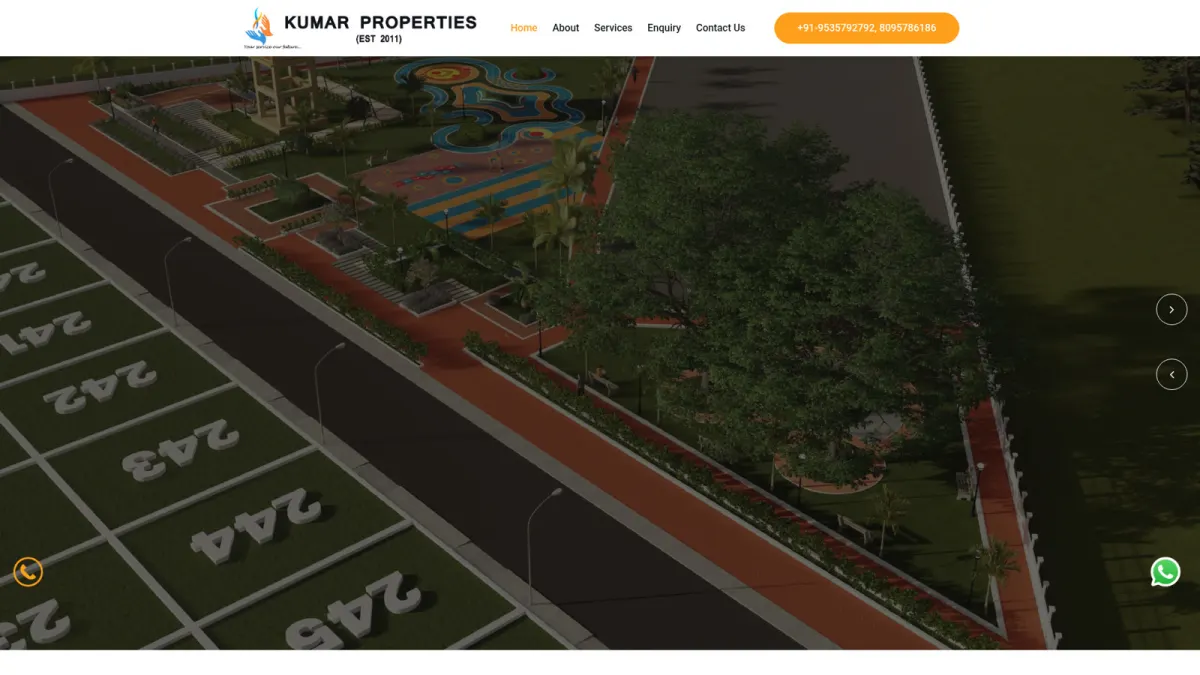 KUMAR PROPERTIES
(EST 2011)
Home About Services Enquiry Contact Us
+91-9535792792, 8095786186
241
242
243
244
245